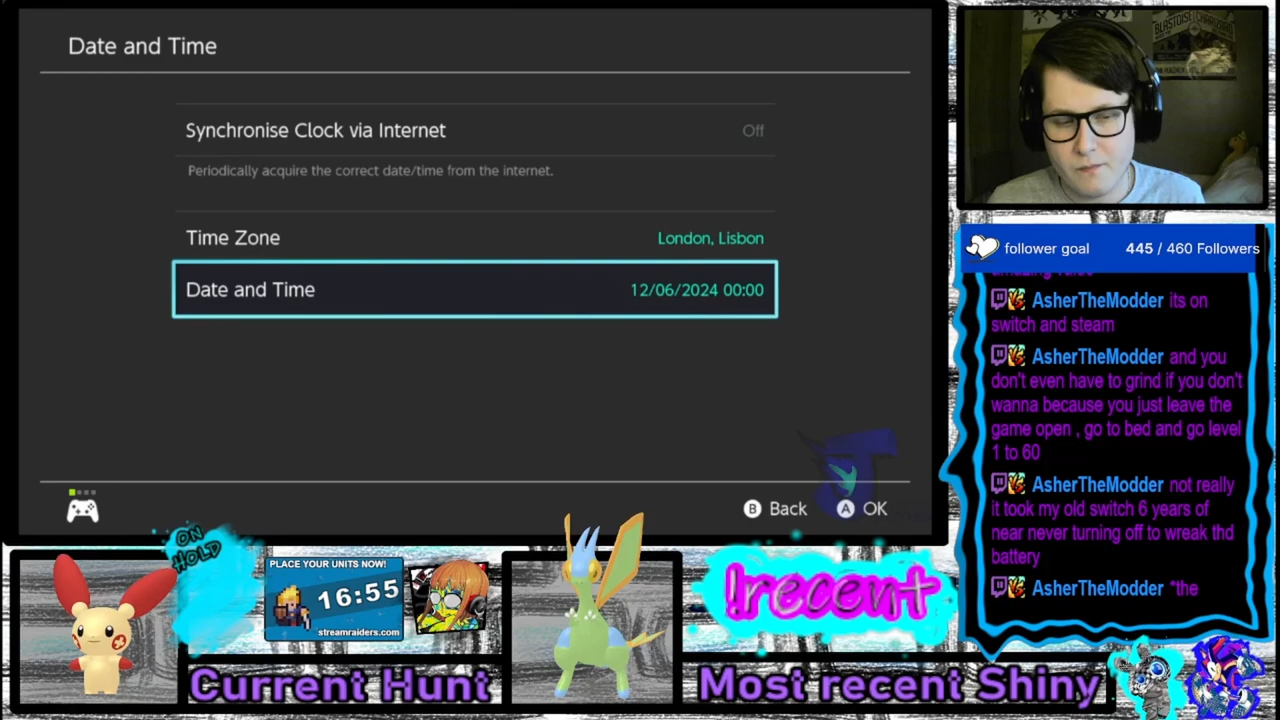 Date and Time
Synchronise Clock via Internet Off
Periodically acquire the correct date/time from the internet.
Time Zone London, Lisbon
Date and Time 12/06/2024 00:00
B Back A OK
BLASTOISE CHARIZARD
follower goal 445 / 460 Followers
AsherTheModder its on
switch and steam
AsherTheModder and you
don't even have to grind if you don't
wanna because you just leave the
game open , go to bed and go level
1 to 60
AsherTheModder not really
it took my old switch 6 years of
near never turning off to wreak thd
battery
AsherTheModder *the
ON
HOLD
PLACE YOUR UNITS NOW!
16:55
streamraiders.com
!recent
Current Hunt
Most recent Shiny